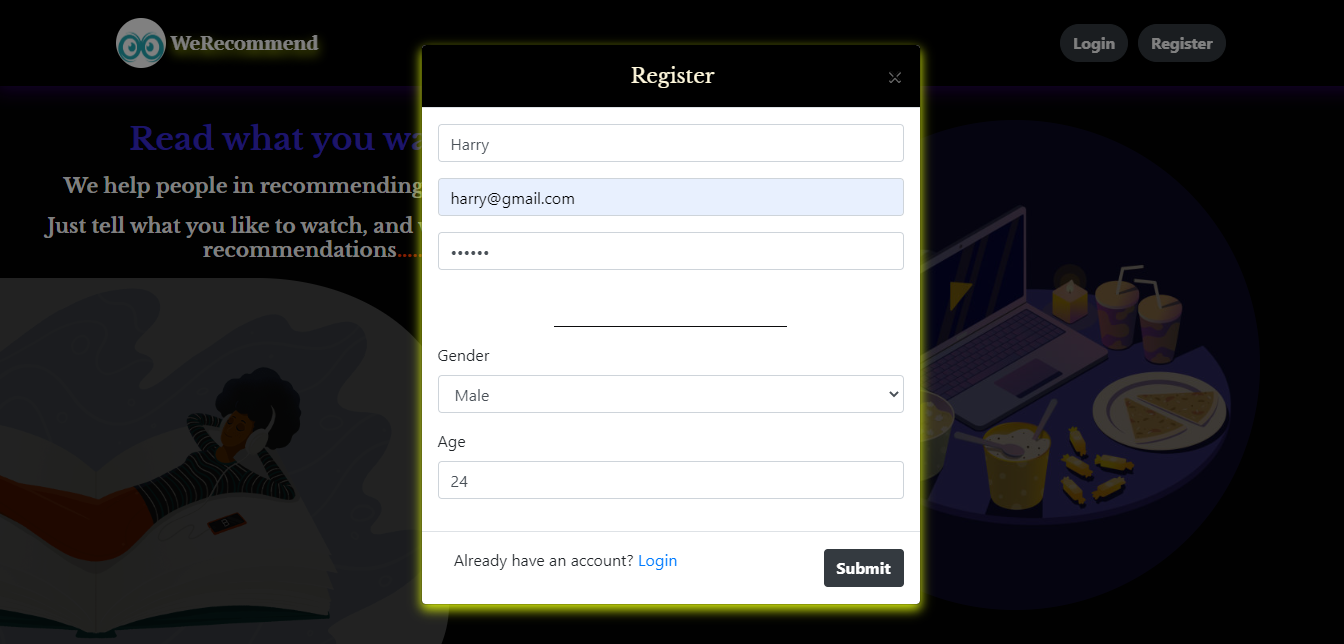 WeRecommend
Login
Register
Register
Read what you
We help people in recommending
Just tell what you like to watch, and
recommendations.....
Harry
harry@gmail.com
••••••
Gender
Male
Age
24
Already have an account? Login
Submit